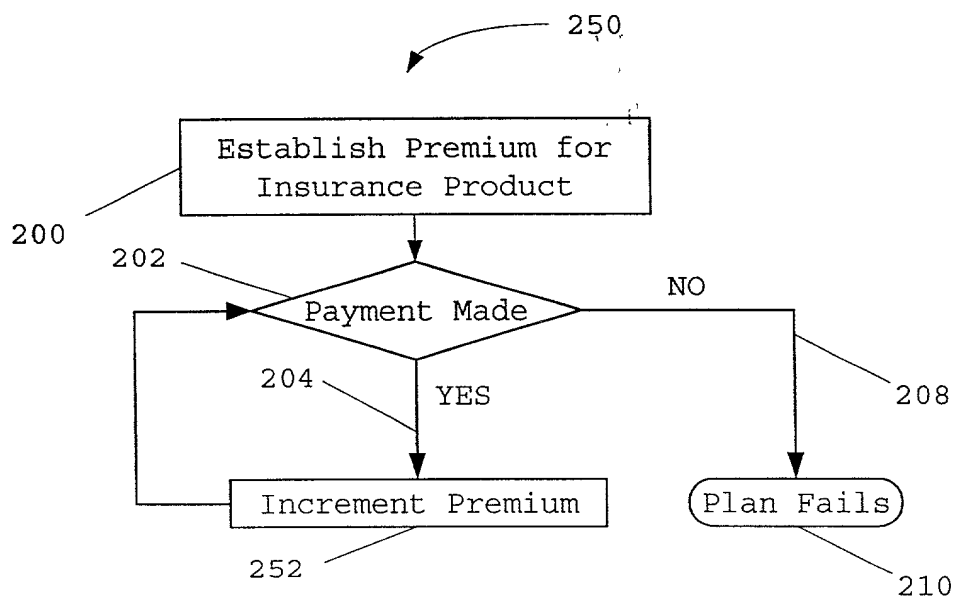 250
Establish Premium for
Insurance Product
200
202
Payment Made
NO
204
YES
208
Increment Premium
Plan Fails
252
210